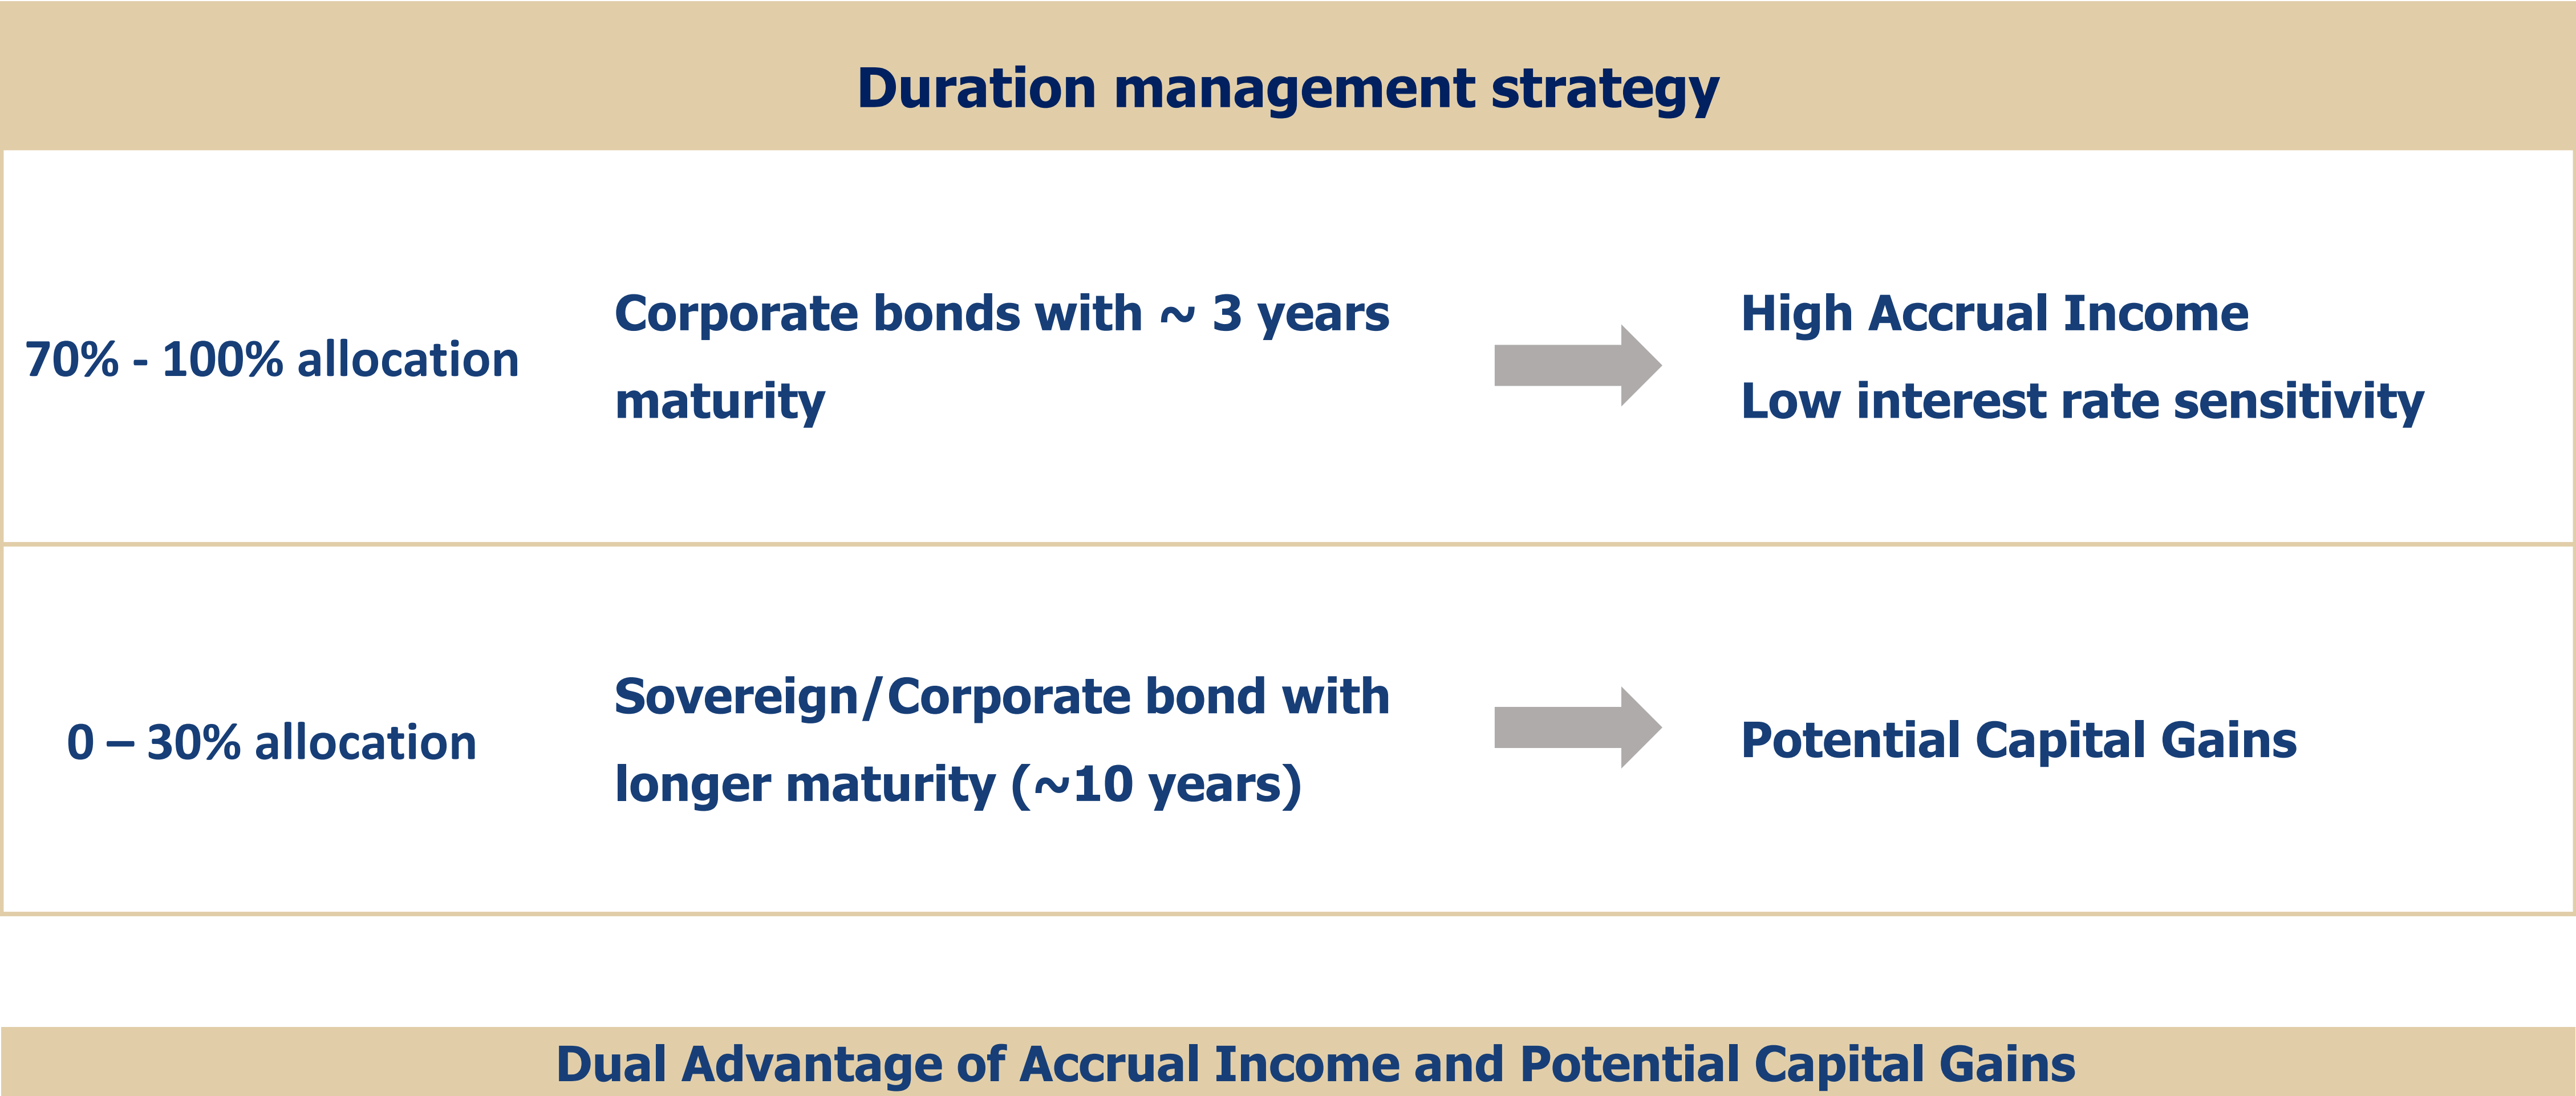 Duration management strategy
70% - 100% allocation
Corporate bonds with ~ 3 years
maturity
High Accrual Income
Low interest rate sensitivity
0 – 30% allocation
Sovereign/Corporate bond with
longer maturity (~10 years)
Potential Capital Gains
Dual Advantage of Accrual Income and Potential Capital Gains